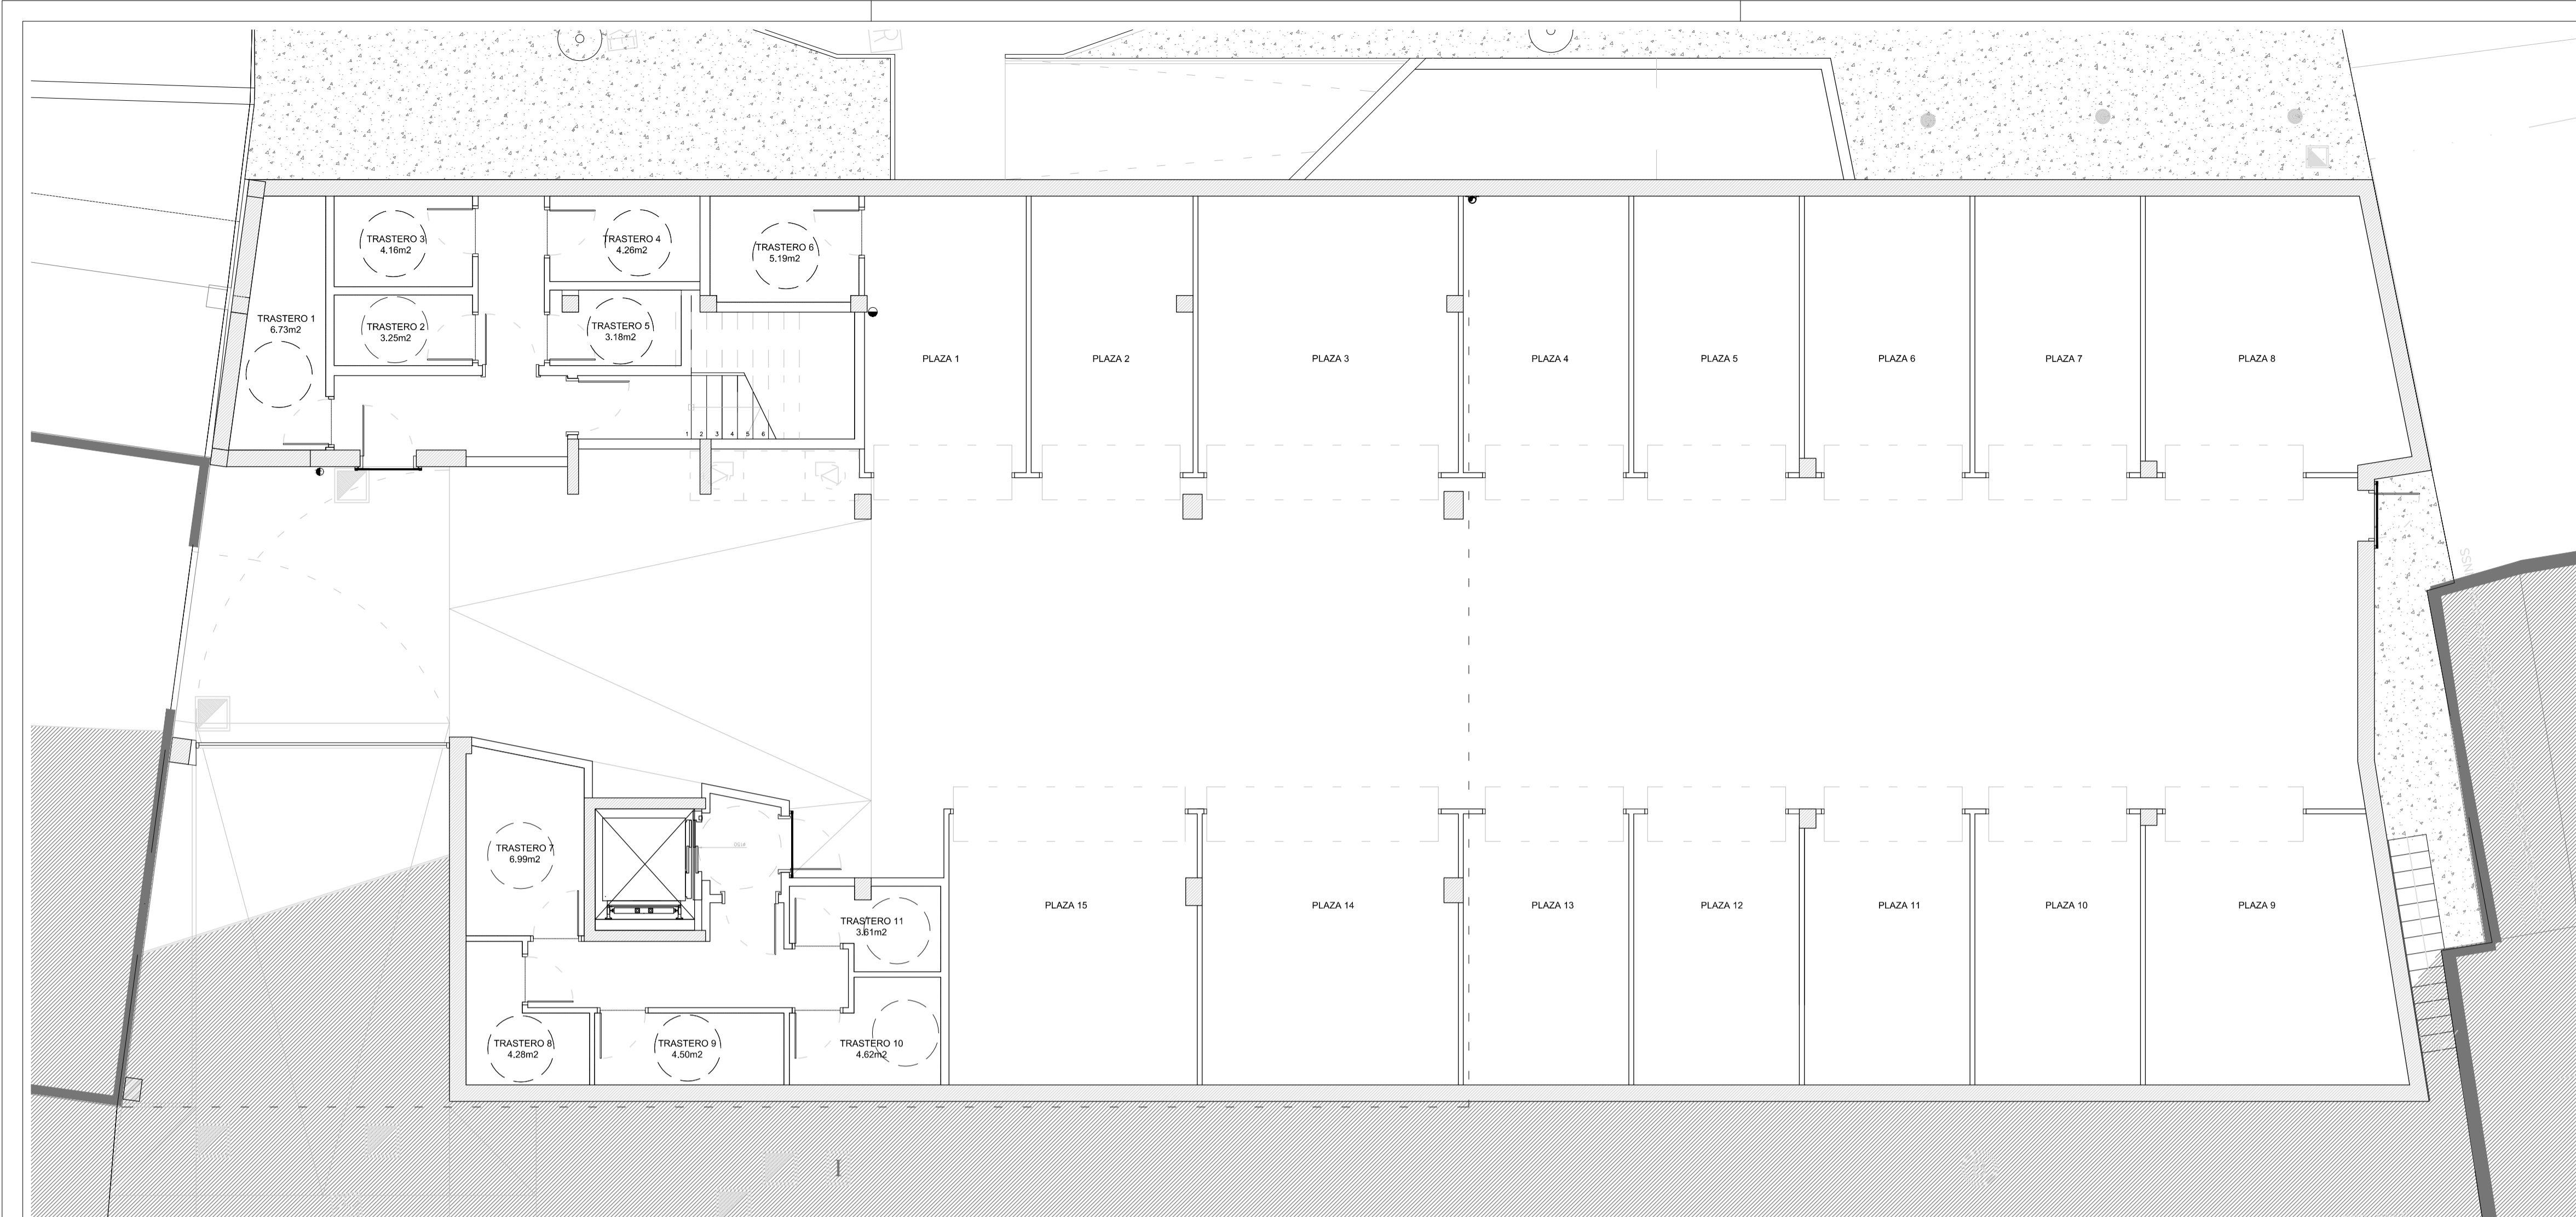 TRASTERO 3
4.16m2
TRASTERO 4
4.26m2
TRASTERO 6
5.19m2
TRASTERO 1
6.73m2
TRASTERO 2
3.25m2
TRASTERO 5
3.18m2
PLAZA 1
PLAZA 2
PLAZA 3
PLAZA 4
PLAZA 5
PLAZA 6
PLAZA 7
PLAZA 8
1 2 3 4 5 6
TRASTERO 7
6.99m2
TRASTERO 11
3.61m2
PLAZA 15
PLAZA 14
PLAZA 13
PLAZA 12
PLAZA 11
PLAZA 10
PLAZA 9
TRASTERO 8
4.28m2
TRASTERO 9
4.50m2
TRASTERO 10
4.62m2